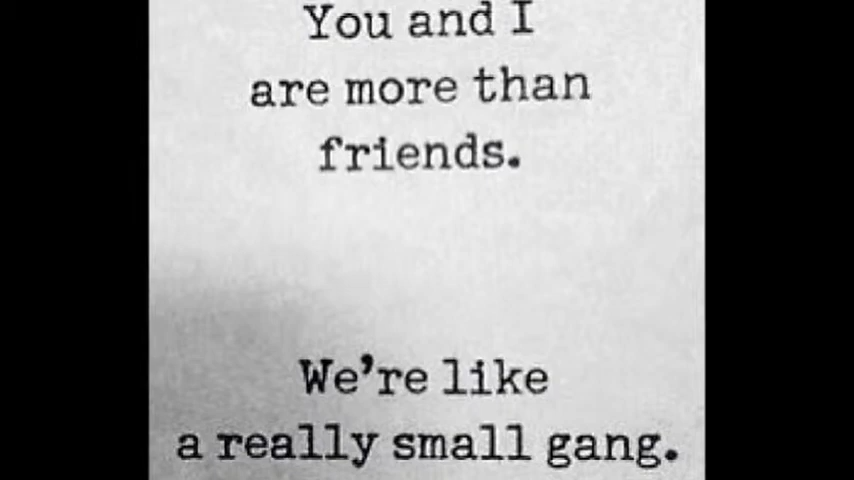 You and I
are more than
friends.
We're like
a really small gang.